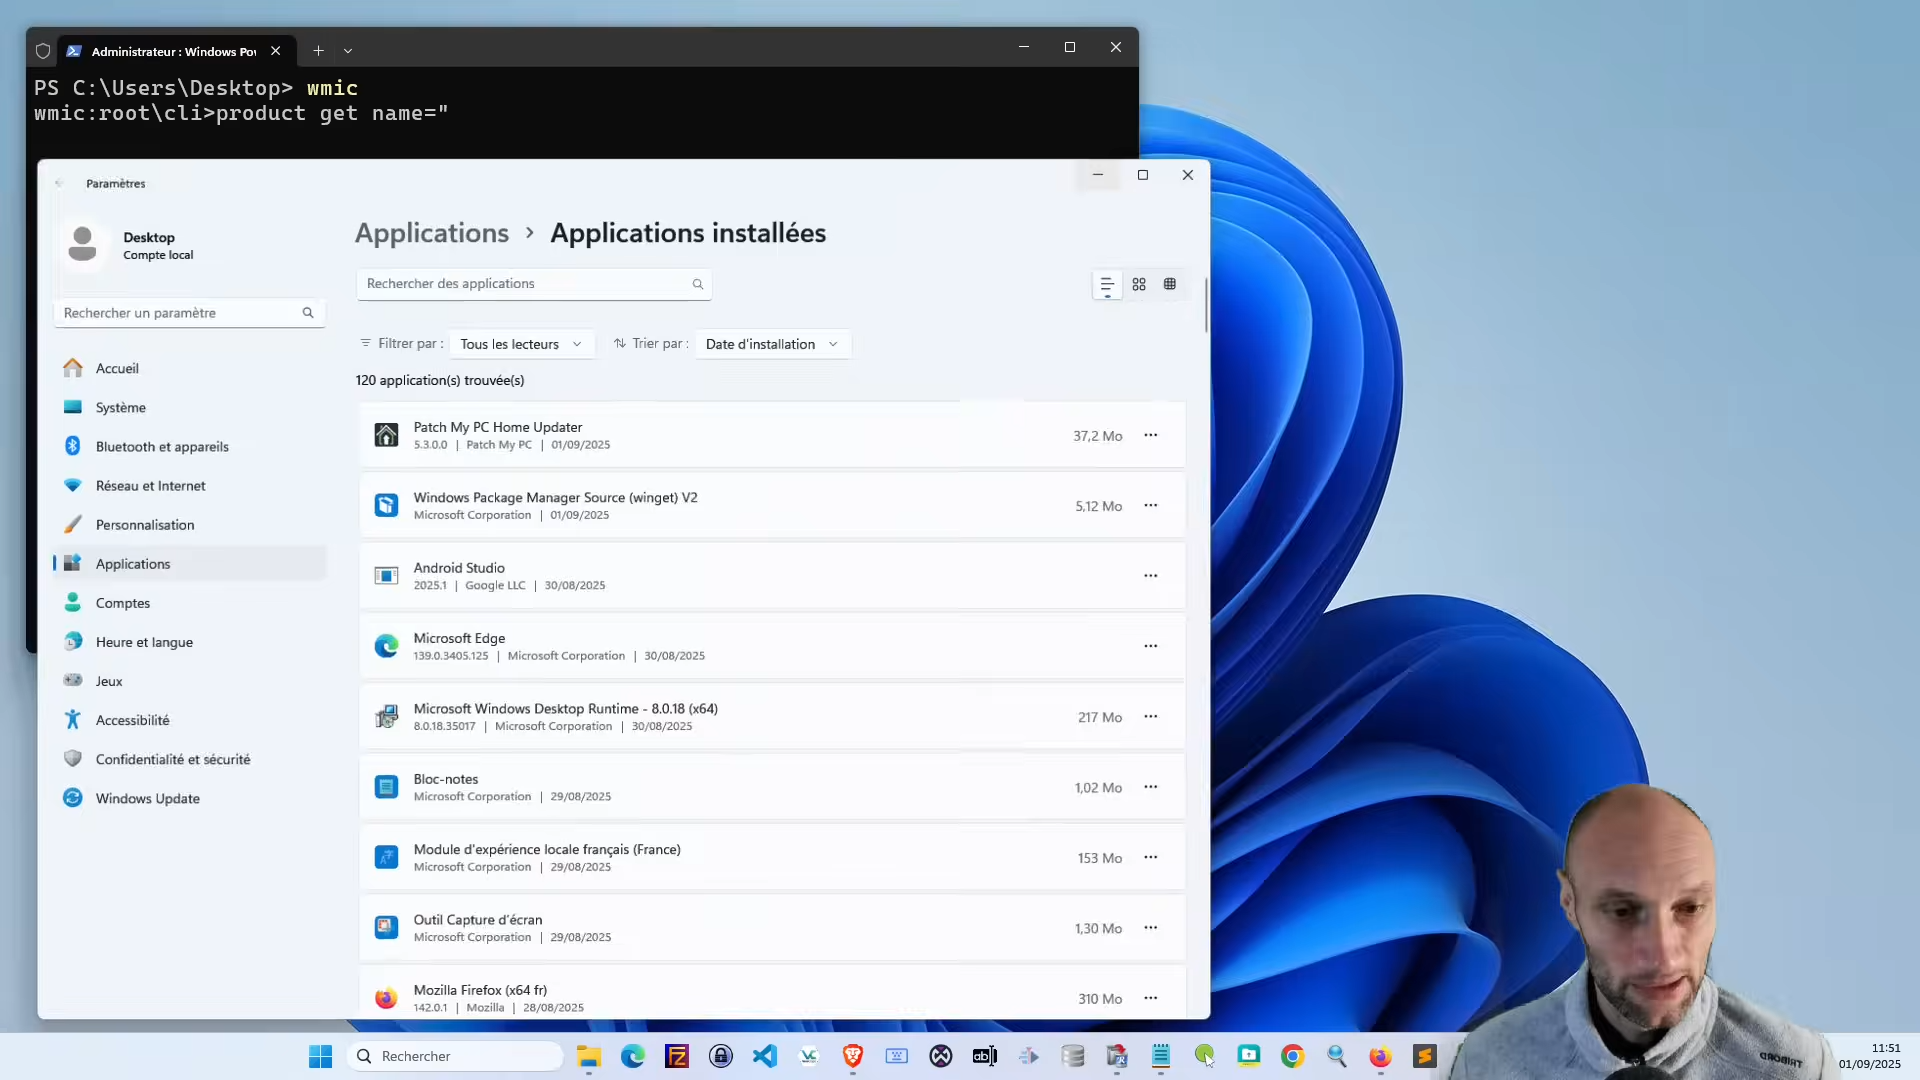 Administrateur : Windows Po
PS C:\Users\Desktop> wmic
wmic:root\cli>product get name="
Paramètres
Desktop
Compte local
Rechercher un paramètre
Accueil
Système
Bluetooth et appareils
Réseau et Internet
Personnalisation
Applications
Comptes
Heure et langue
Jeux
Accessibilité
Confidentialité et sécurité
Windows Update
Applications > Applications installées
Rechercher des applications
Filtrer par : Tous les lecteurs Trier par : Date d'installation
120 application(s) trouvée(s)
Patch My PC Home Updater
5.3.0.0 | Patch My PC | 01/09/2025
37,2 Mo
Windows Package Manager Source (winget) V2
Microsoft Corporation | 01/09/2025
5,12 Mo
Android Studio
2025.1 | Google LLC | 30/08/2025
Microsoft Edge
139.0.3405.125 | Microsoft Corporation | 30/08/2025
Microsoft Windows Desktop Runtime - 8.0.18 (x64)
8.0.18.35017 | Microsoft Corporation | 30/08/2025
217 Mo
Bloc-notes
Microsoft Corporation | 29/08/2025
1,02 Mo
Module d'expérience locale français (France)
Microsoft Corporation | 29/08/2025
153 Mo
Outil Capture d'écran
Microsoft Corporation | 29/08/2025
1,30 Mo
Mozilla Firefox (x64 fr)
142.0.1 | Mozilla | 28/08/2025
310 Mo
Rechercher
11:51
01/09/2025